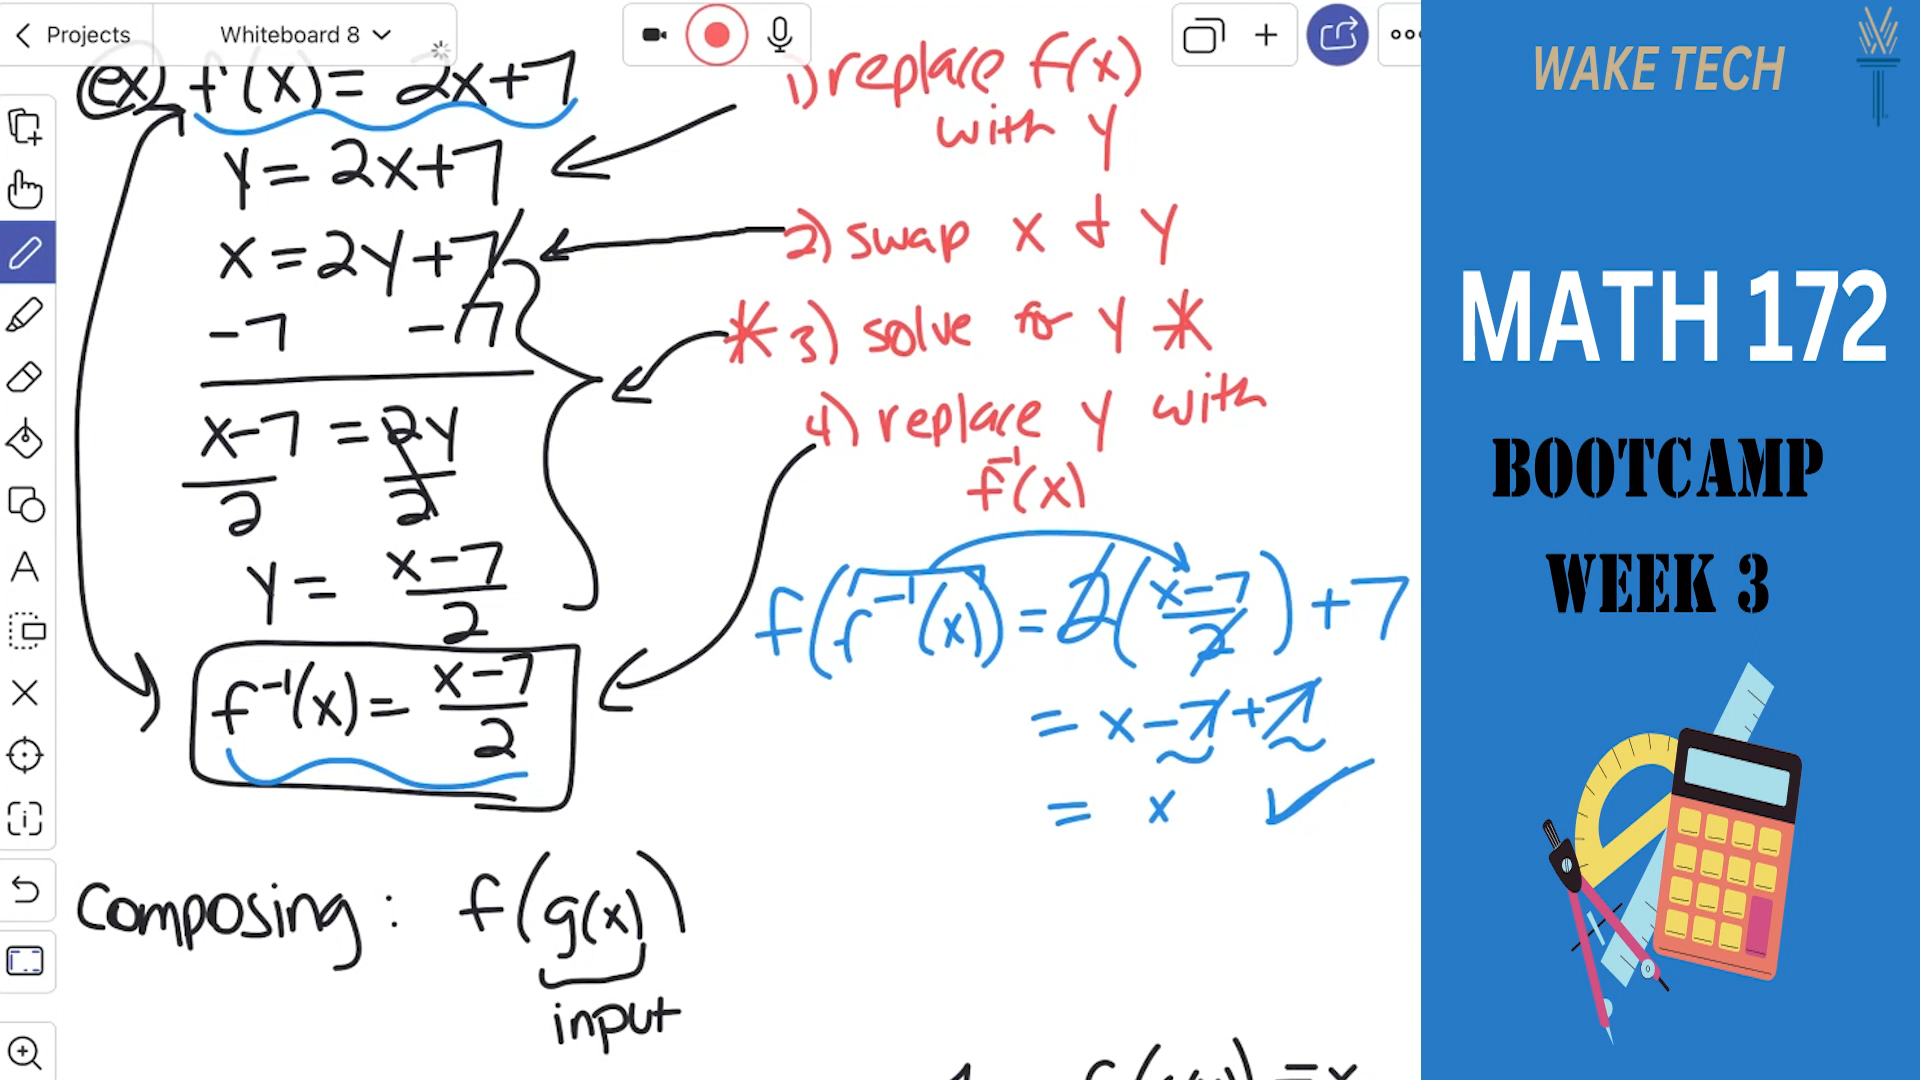 Projects
Whiteboard 8
ex) f(x) = 2x+7
y = 2x+7
x = 2y+7
-7 -7
x-7 = 2y
2 2
y = x-7
2
f⁻¹(x) = x-7
2
1) replace f(x)
with y
2) swap x & y
* 3) solve for y *
4) replace y with
f⁻¹(x)
f(f⁻¹(x)) = 2(x-7/2) + 7
= x-7+7
= x ✓
composing: f(g(x))
input
WAKE TECH
MATH 172
BOOTCAMP
WEEK 3